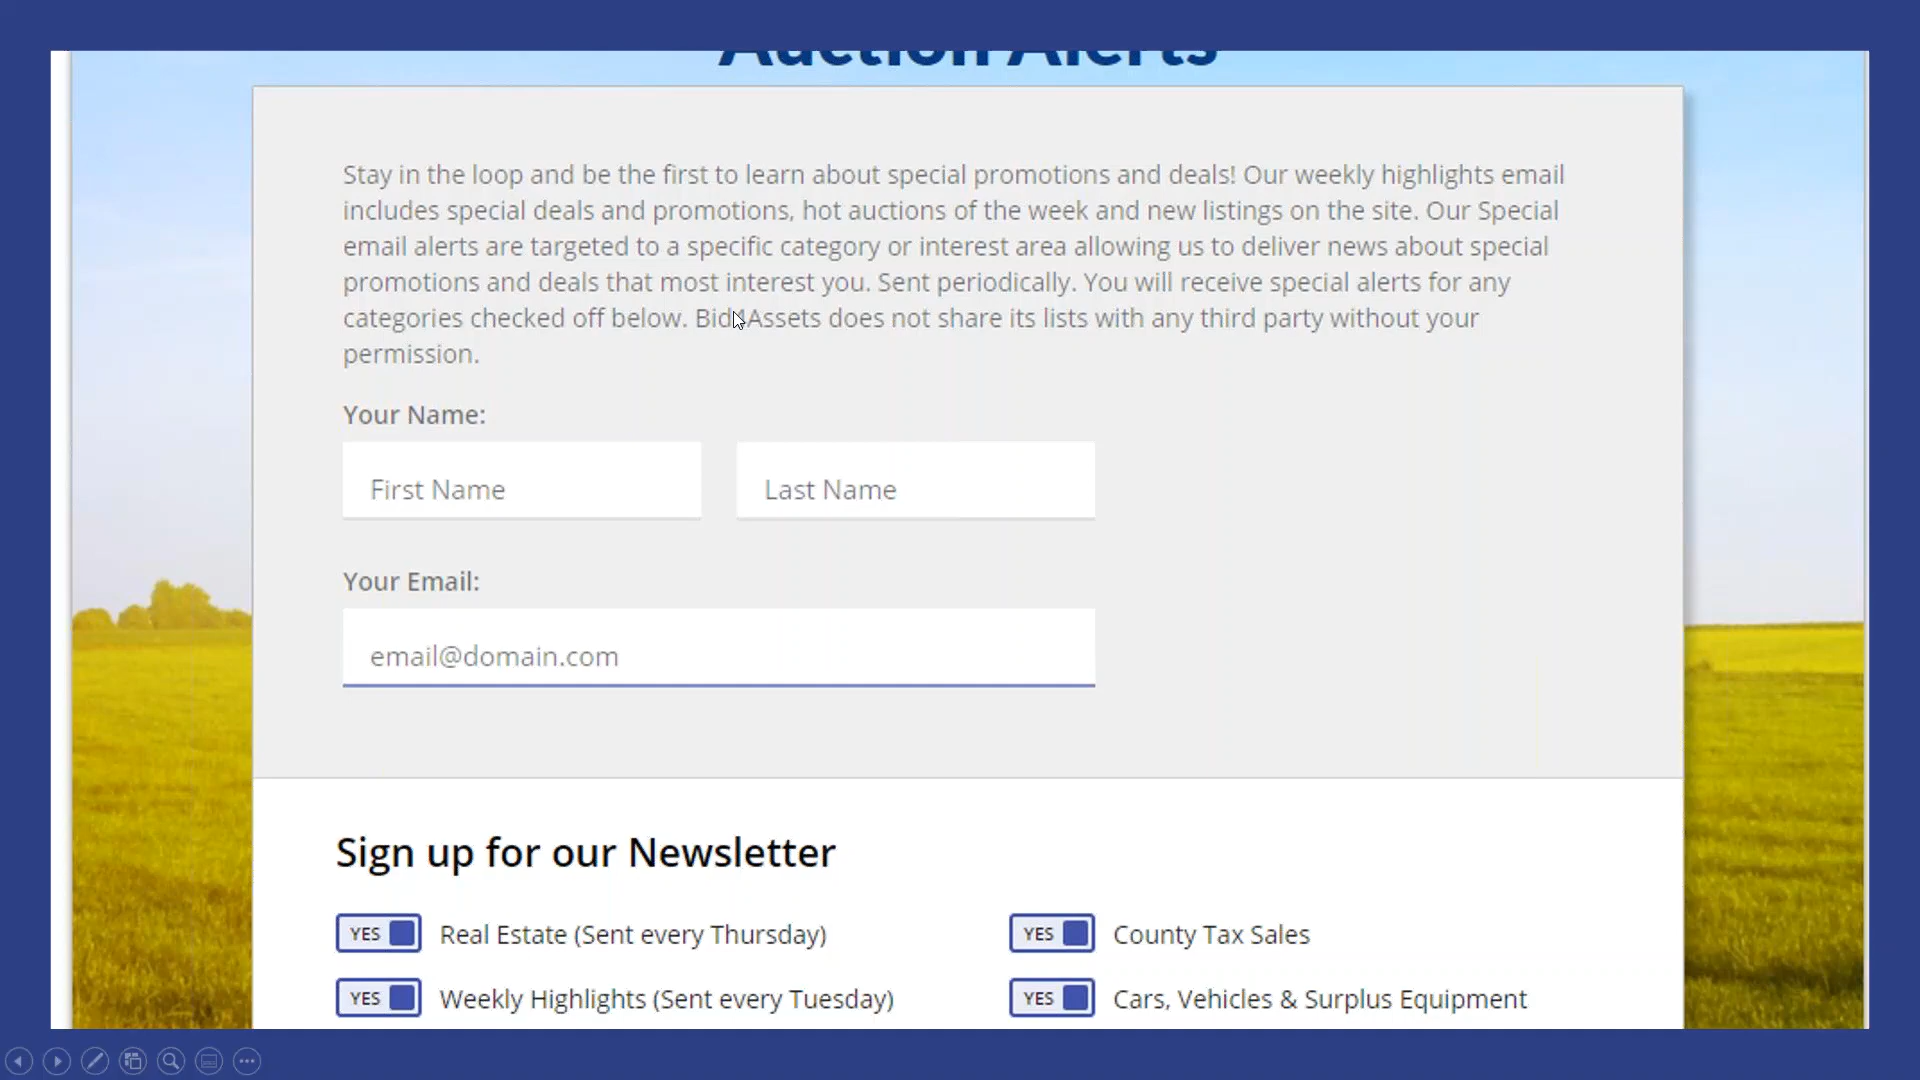 Auction Alerts
Stay in the loop and be the first to learn about special promotions and deals! Our weekly highlights email
includes special deals and promotions, hot auctions of the week and new listings on the site. Our Special
email alerts are targeted to a specific category or interest area allowing us to deliver news about special
promotions and deals that most interest you. Sent periodically. You will receive special alerts for any
categories checked off below. Bid4Assets does not share its lists with any third party without your
permission.
Your Name:
First Name
Last Name
Your Email:
email@domain.com
Sign up for our Newsletter
YES Real Estate (Sent every Thursday)
YES County Tax Sales
YES Weekly Highlights (Sent every Tuesday)
YES Cars, Vehicles & Surplus Equipment